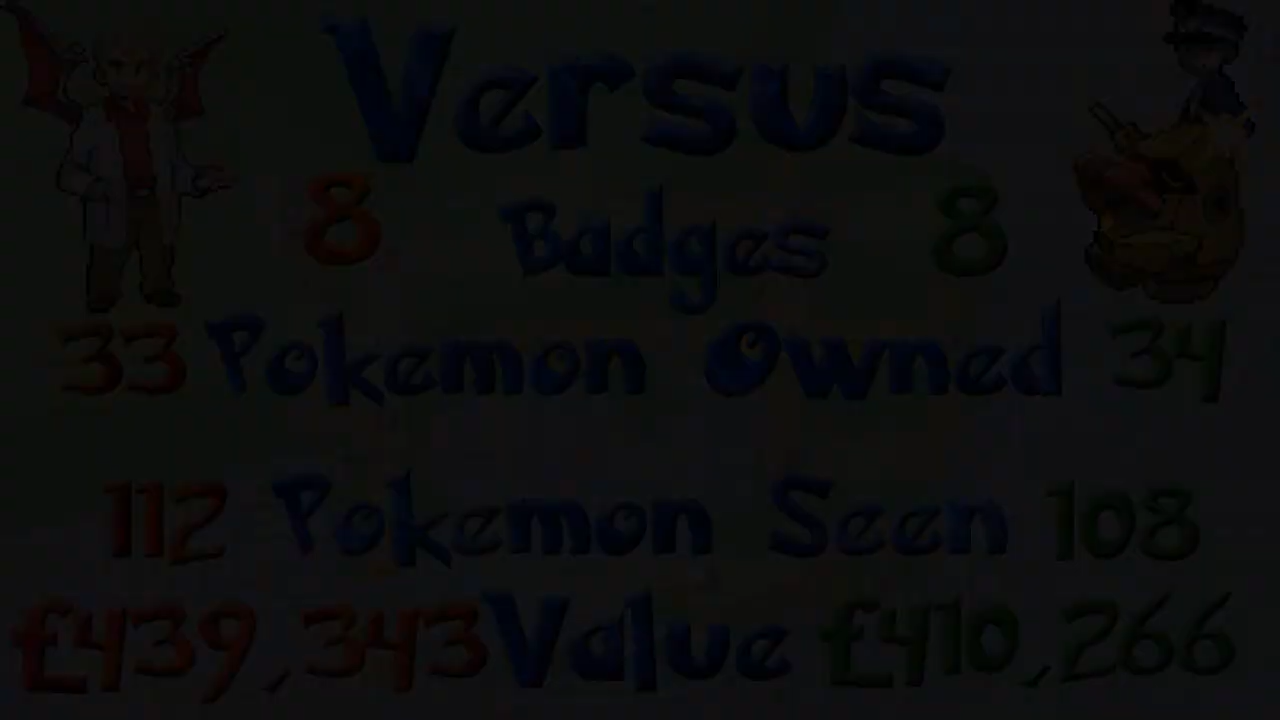 Versus
8 Badges 8
33 Pokemon Owned 34
112 Pokemon Seen 108
£439,343 Value £410,266